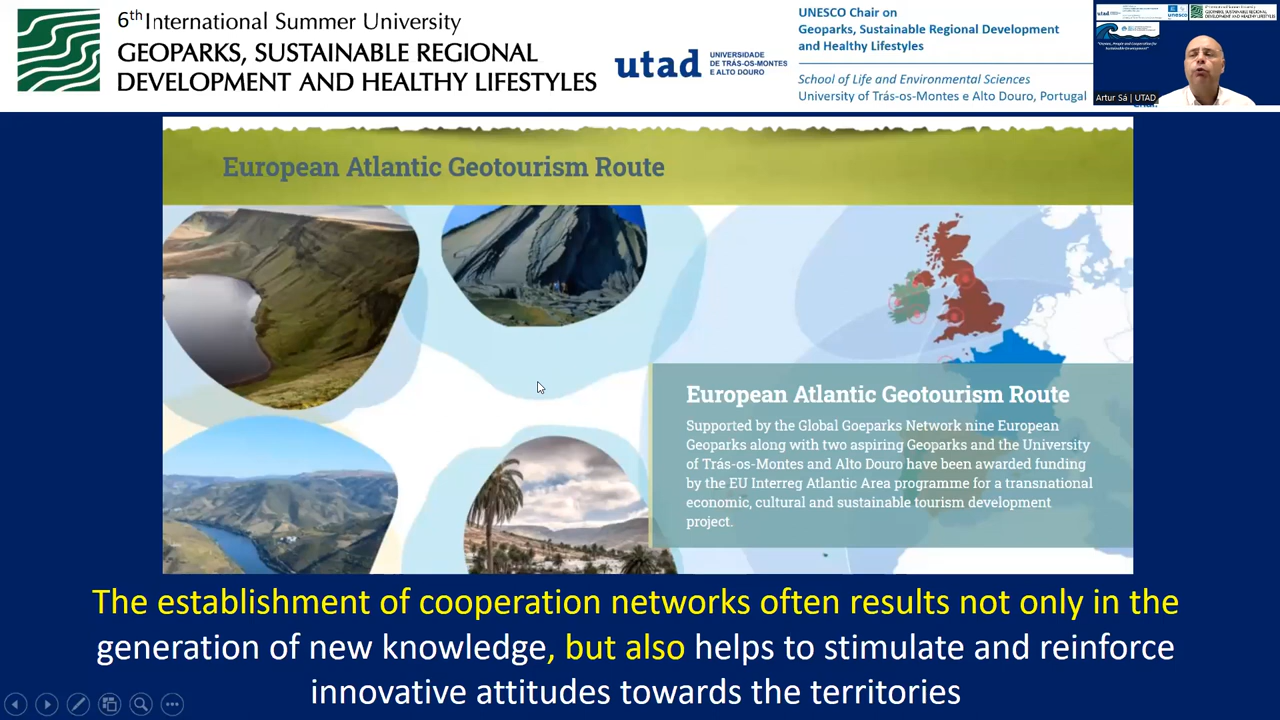 6th International Summer University
GEOPARKS, SUSTAINABLE REGIONAL
DEVELOPMENT AND HEALTHY LIFESTYLES
utad
UNIVERSIDADE
DE TRÁS-OS-MONTES
E ALTO DOURO
UNESCO Chair on
Geoparks, Sustainable Regional Development
and Healthy Lifestyles
School of Life and Environmental Sciences
University of Trás-os-Montes e Alto Douro, Portugal
Artur Sá | UTAD
European Atlantic Geotourism Route
European Atlantic Geotourism Route
Supported by the Global Goeparks Network nine European
Geoparks along with two aspiring Geoparks and the University
of Trás-os-Montes and Alto Douro have been awarded funding
by the EU Interreg Atlantic Area programme for a transnational
economic, cultural and sustainable tourism development
project.
The establishment of cooperation networks often results not only in the
generation of new knowledge, but also helps to stimulate and reinforce
innovative attitudes towards the territories